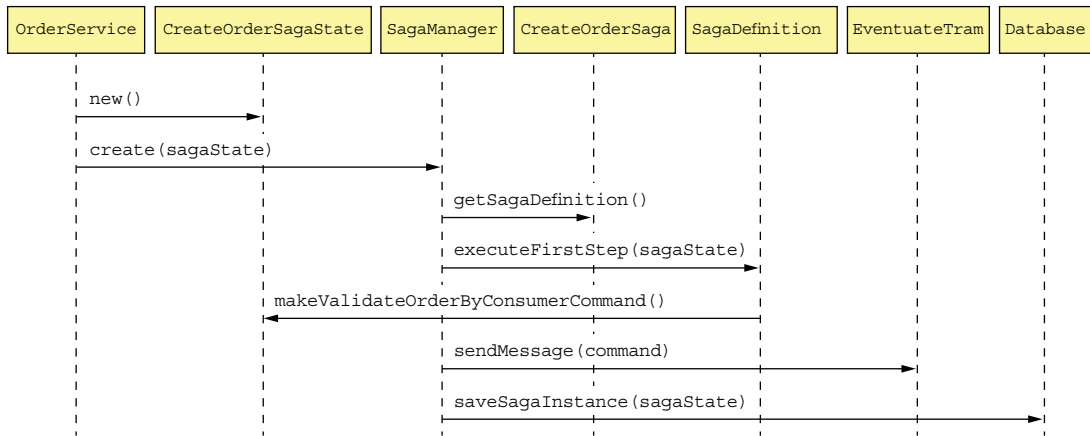 OrderService CreateOrderSagaState SagaManager CreateOrderSaga SagaDefinition EventuateTram Database
new()
create(sagaState)
getSagaDefinition()
executeFirstStep(sagaState)
makeValidateOrderByConsumerCommand()
sendMessage(command)
saveSagaInstance(sagaState)